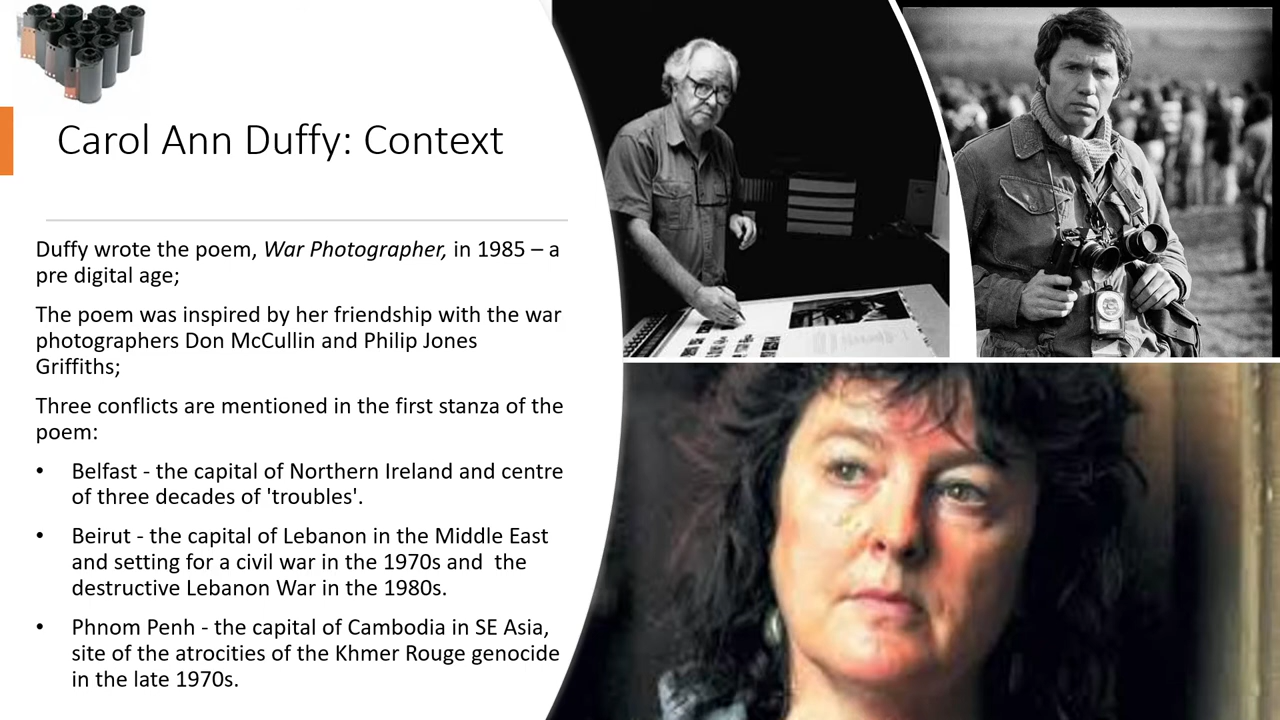 Carol Ann Duffy: Context
Duffy wrote the poem, War Photographer, in 1985 – a
pre digital age;
The poem was inspired by her friendship with the war
photographers Don McCullin and Philip Jones
Griffiths;
Three conflicts are mentioned in the first stanza of the
poem:
• Belfast - the capital of Northern Ireland and centre
of three decades of 'troubles'.
• Beirut - the capital of Lebanon in the Middle East
and setting for a civil war in the 1970s and  the
destructive Lebanon War in the 1980s.
• Phnom Penh - the capital of Cambodia in SE Asia,
site of the atrocities of the Khmer Rouge genocide
in the late 1970s.